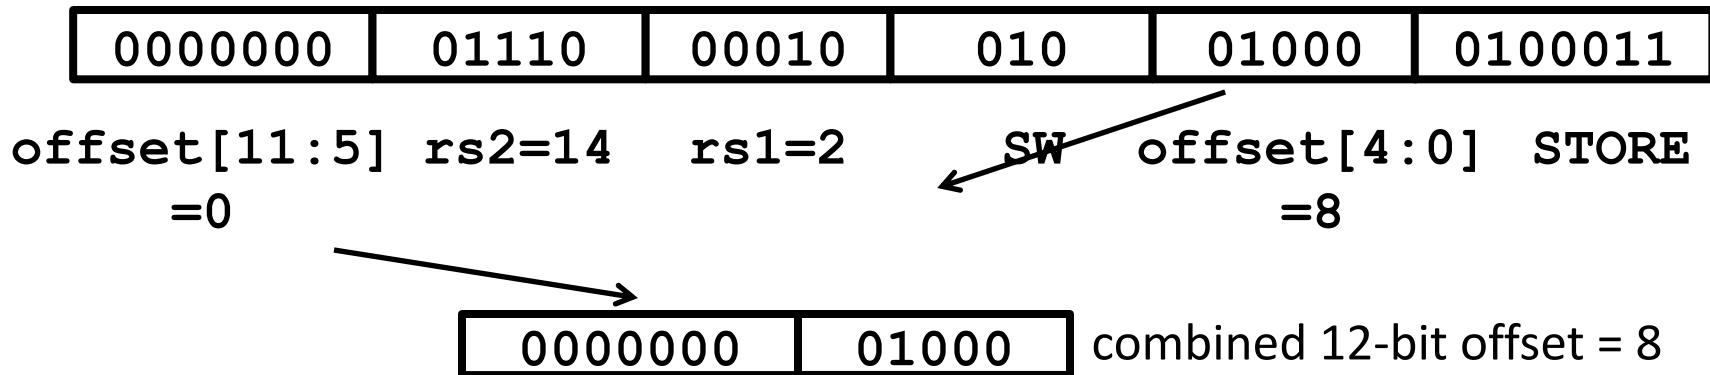 0000000 01110 00010 010 01000 0100011
offset[11:5] rs2=14 rs1=2 SW offset[4:0] STORE
=0 =8
0000000 01000 combined 12-bit offset = 8